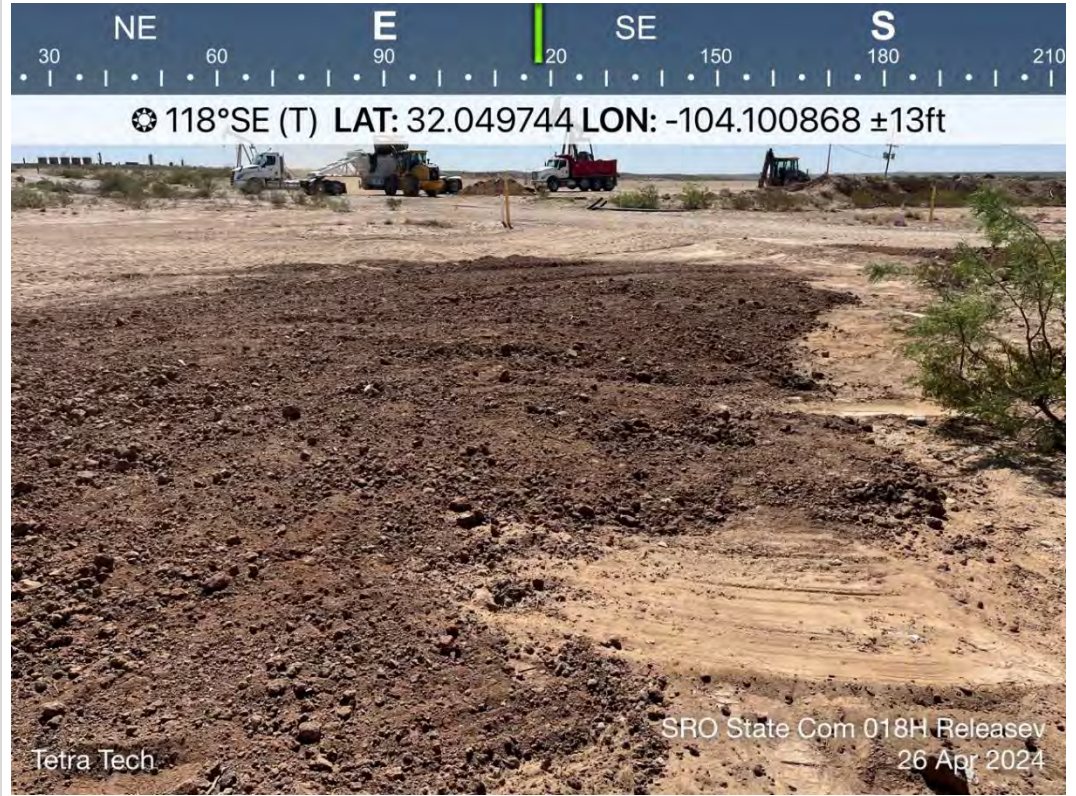 NE E SE S
30 60 90 20 150 180 210
118°SE (T) LAT: 32.049744 LON: -104.100868 ±13ft
SRO State Com 018H Releasev
Tetra Tech 26 Apr 2024